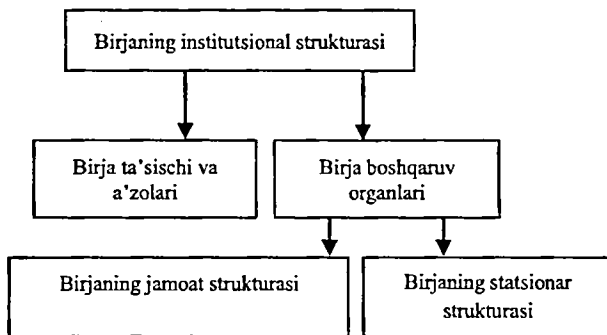 Birjaning institutsional strukturasi
Birja ta'sischi va
a'zolari
Birja boshqaruv
organlari
Birjaning jamoat strukturasi
Birjaning statsionar
strukturasi